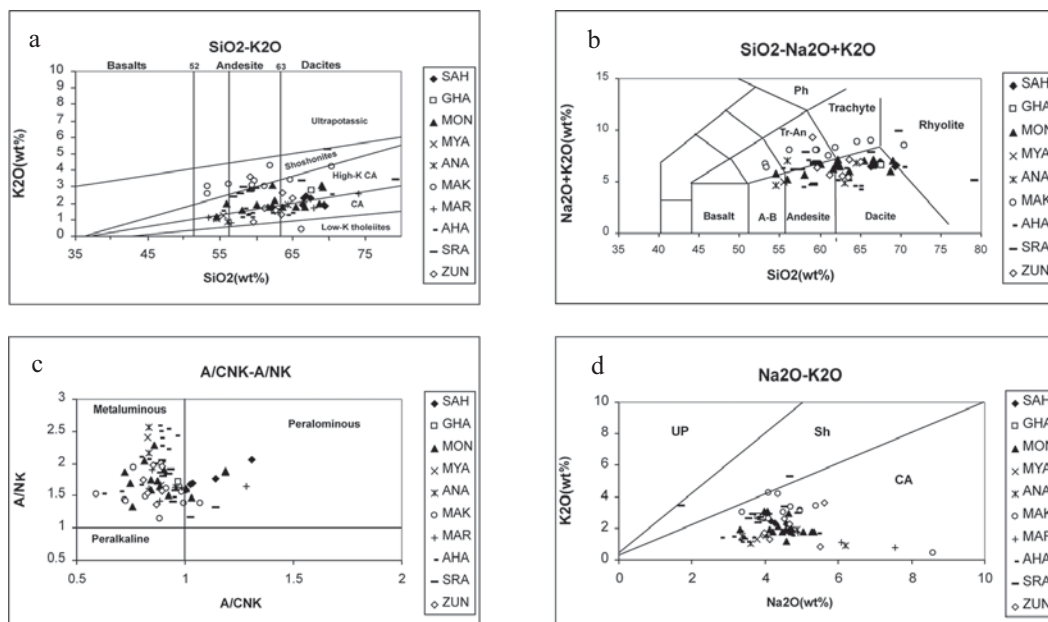 a
SiO2-K2O
Basalts 52 Andesite 63 Dacites
K2O(wt%)
10
9
8
7
6
5
4
3
2
1
0
Ultrapotassic
Shoshonites
High-K CA
CA
Low-K tholeiites
35 45 55 65 75
SiO2(wt%)
SAH
GHA
MON
MYA
ANA
MAK
MAR
AHA
SRA
ZUN
b
SiO2-Na2O+K2O
Na2O+K2O(wt%)
15
10
5
0
Ph
Trachyte
Tr-An
Rhyolite
Basalt A-B Andesite Dacite
35 40 45 50 55 60 65 70 75 80
SiO2(wt%)
SAH
GHA
MON
MYA
ANA
MAK
MAR
AHA
SRA
ZUN
c
A/CNK-A/NK
A/NK
3
2.5
2
1.5
1
0.5
Metaluminous
Peralominous
Peralkaline
0.5 1 1.5 2
A/CNK
SAH
GHA
MON
MYA
ANA
MAK
MAR
AHA
SRA
ZUN
d
Na2O-K2O
K2O(wt%)
10
8
6
4
2
0
UP Sh
CA
0 2 4 6 8 10
Na2O(wt%)
SAH
GHA
MON
MYA
ANA
MAK
MAR
AHA
SRA
ZUN